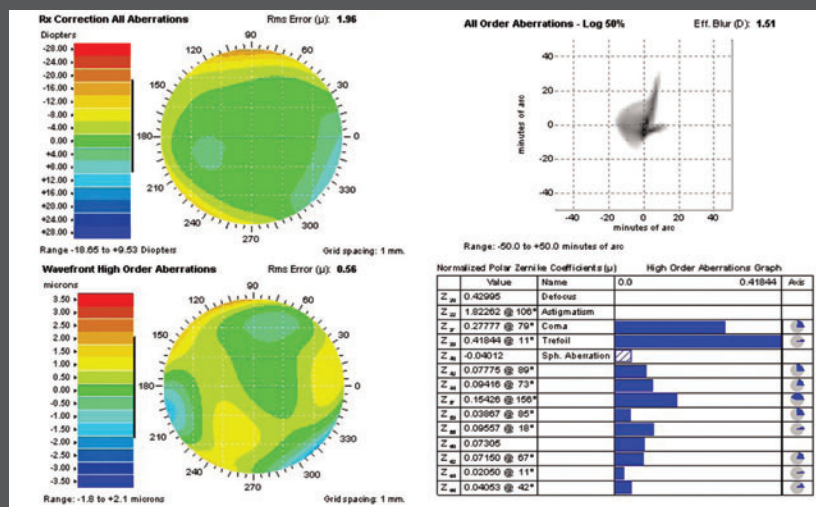 Rx Correction All Aberrations Rms Error (µ): 1.96
Diopters
-28.00
-24.00
-20.00
-16.00
-12.00
-8.00
-4.00
0.00
+4.00
+8.00
+12.00
+16.00
+20.00
+24.00
+28.00
90
120
30
180
0
210
330
240
300
270
Range -18.65 to +9.53 Diopters Grid spacing: 1 mm.
All Order Aberrations - Log 50% Eff. Blur (D): 1.51
minutes of arc
40
20
0
-20
-40
-40 -20 0 20 40
minutes of arc
Range: -50.0 to +50.0 minutes of arc
Wavefront High Order Aberrations Rms Error (µ): 0.56
microns
3.50
3.00
2.50
2.00
1.50
1.00
0.50
0.00
-0.50
-1.00
-1.50
-2.00
-2.50
-3.00
-3.50
90
120
30
180
0
210
330
240
300
270
Range: -1.8 to +2.1 microns Grid spacing: 1 mm.
Normalized Polar Zernike Coefficients (µ) High Order Aberrations Graph
Value Name 0.0 0.41844 Axis
Z 0.42995 Defocus
Z 1.82262 @ 106° Astigmatism
Z 0.27777 @ 79° Coma
Z 0.41844 @ 11° Trefoil
Z -0.04012 Sph. Aberration
Z 0.07775 @ 89°
Z 0.09416 @ 73°
Z 0.15426 @ 156°
Z 0.03867 @ 85°
Z 0.09557 @ 18°
Z 0.07305
Z 0.07150 @ 67°
Z 0.02050 @ 11°
Z 0.04053 @ 42°